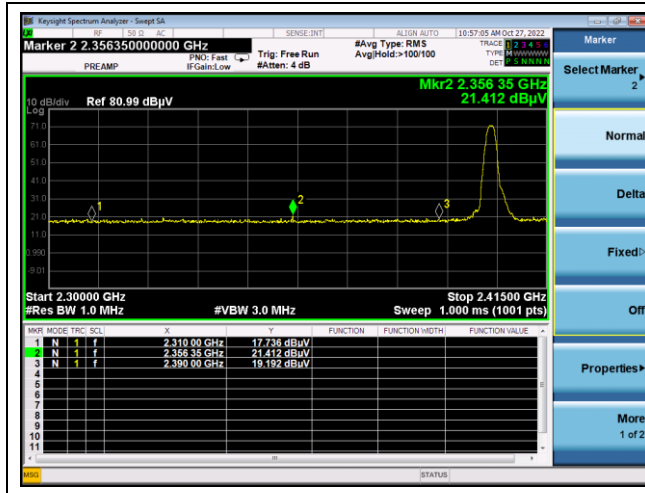 Keysight Spectrum Analyzer - Swept SA
RF 50 Ω AC SENSE:INT ALIGN AUTO 10:57:05 AM Oct 27, 2022
Marker 2 2.356350000000 GHz
PREAMP
PNO: Fast
IFGain:Low
Trig: Free Run
#Atten: 4 dB
#Avg Type: RMS
Avg|Hold:>100/100
TRACE 1 2 3 4 5 6
TYPE M WWWWW
DET P S N N N N
Mkr2 2.356 35 GHz
21.412 dBµV
10 dB/div Ref 80.99 dBµV
Log
71.0
61.0
51.0
41.0
31.0
21.0
11.0
0.990
-9.01
1
2
3
Start 2.30000 GHz Stop 2.41500 GHz
#Res BW 1.0 MHz #VBW 3.0 MHz Sweep 1.000 ms (1001 pts)
MKR MODE TRC SCL X Y FUNCTION FUNCTION WIDTH FUNCTION VALUE
1 N 1 f 2.310 00 GHz 17.736 dBµV
2 N 1 f 2.356 35 GHz 21.412 dBµV
3 N 1 f 2.390 00 GHz 19.192 dBµV
4
5
6
7
8
9
10
11
MSG STATUS
Marker
Select Marker
2
Normal
Delta
Fixed
Off
Properties
More
1 of 2